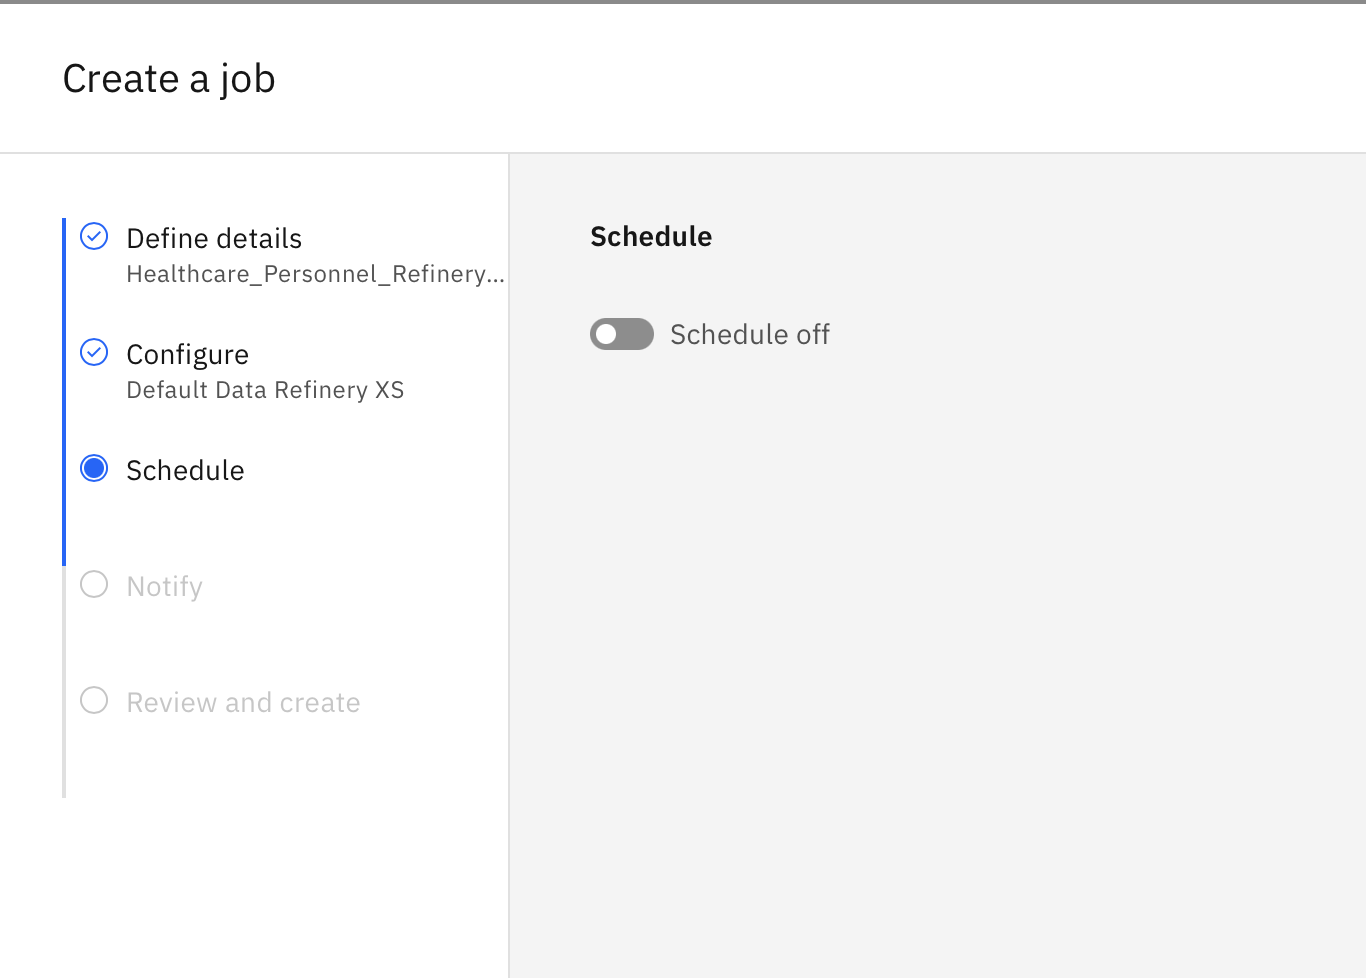 Create a job
Define details
Healthcare_Personnel_Refinery...
Configure
Default Data Refinery XS
Schedule
Notify
Review and create
Schedule
Schedule off